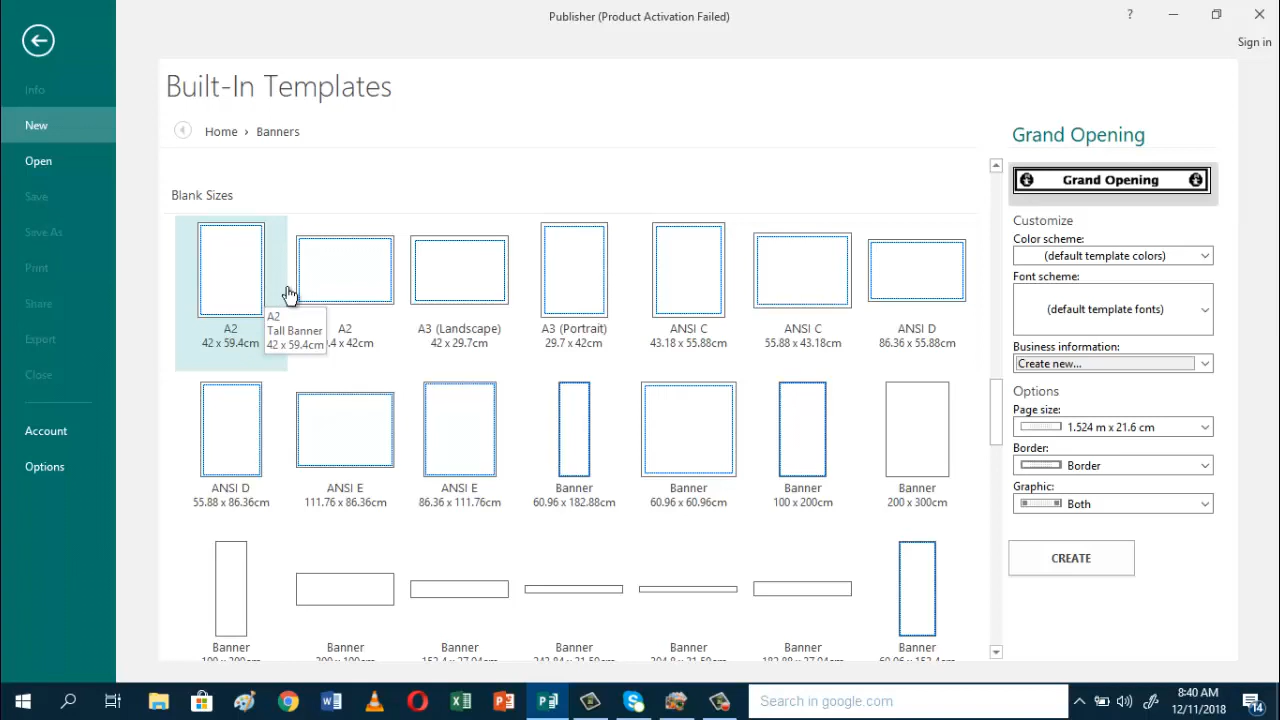 Publisher (Product Activation Failed)
?
Sign in
Info
New
Open
Save
Save As
Print
Share
Export
Close
Account
Options
Built-In Templates
Home › Banners
Blank Sizes
A2
42 x 59.4cm
A2
Tall Banner
42 x 59.4cm
A2
.4 x 42cm
A3 (Landscape)
42 x 29.7cm
A3 (Portrait)
29.7 x 42cm
ANSI C
43.18 x 55.88cm
ANSI C
55.88 x 43.18cm
ANSI D
86.36 x 55.88cm
ANSI D
55.88 x 86.36cm
ANSI E
111.76 x 86.36cm
ANSI E
86.36 x 111.76cm
Banner
60.96 x 182.88cm
Banner
60.96 x 60.96cm
Banner
100 x 200cm
Banner
200 x 300cm
Banner
Banner
Banner
Banner
Banner
Banner
Banner
Grand Opening
Grand Opening
Customize
Color scheme:
(default template colors)
Font scheme:
(default template fonts)
Business information:
Create new...
Options
Page size:
1.524 m x 21.6 cm
Border:
Border
Graphic:
Both
CREATE
Search in google.com
8:40 AM
12/11/2018
14